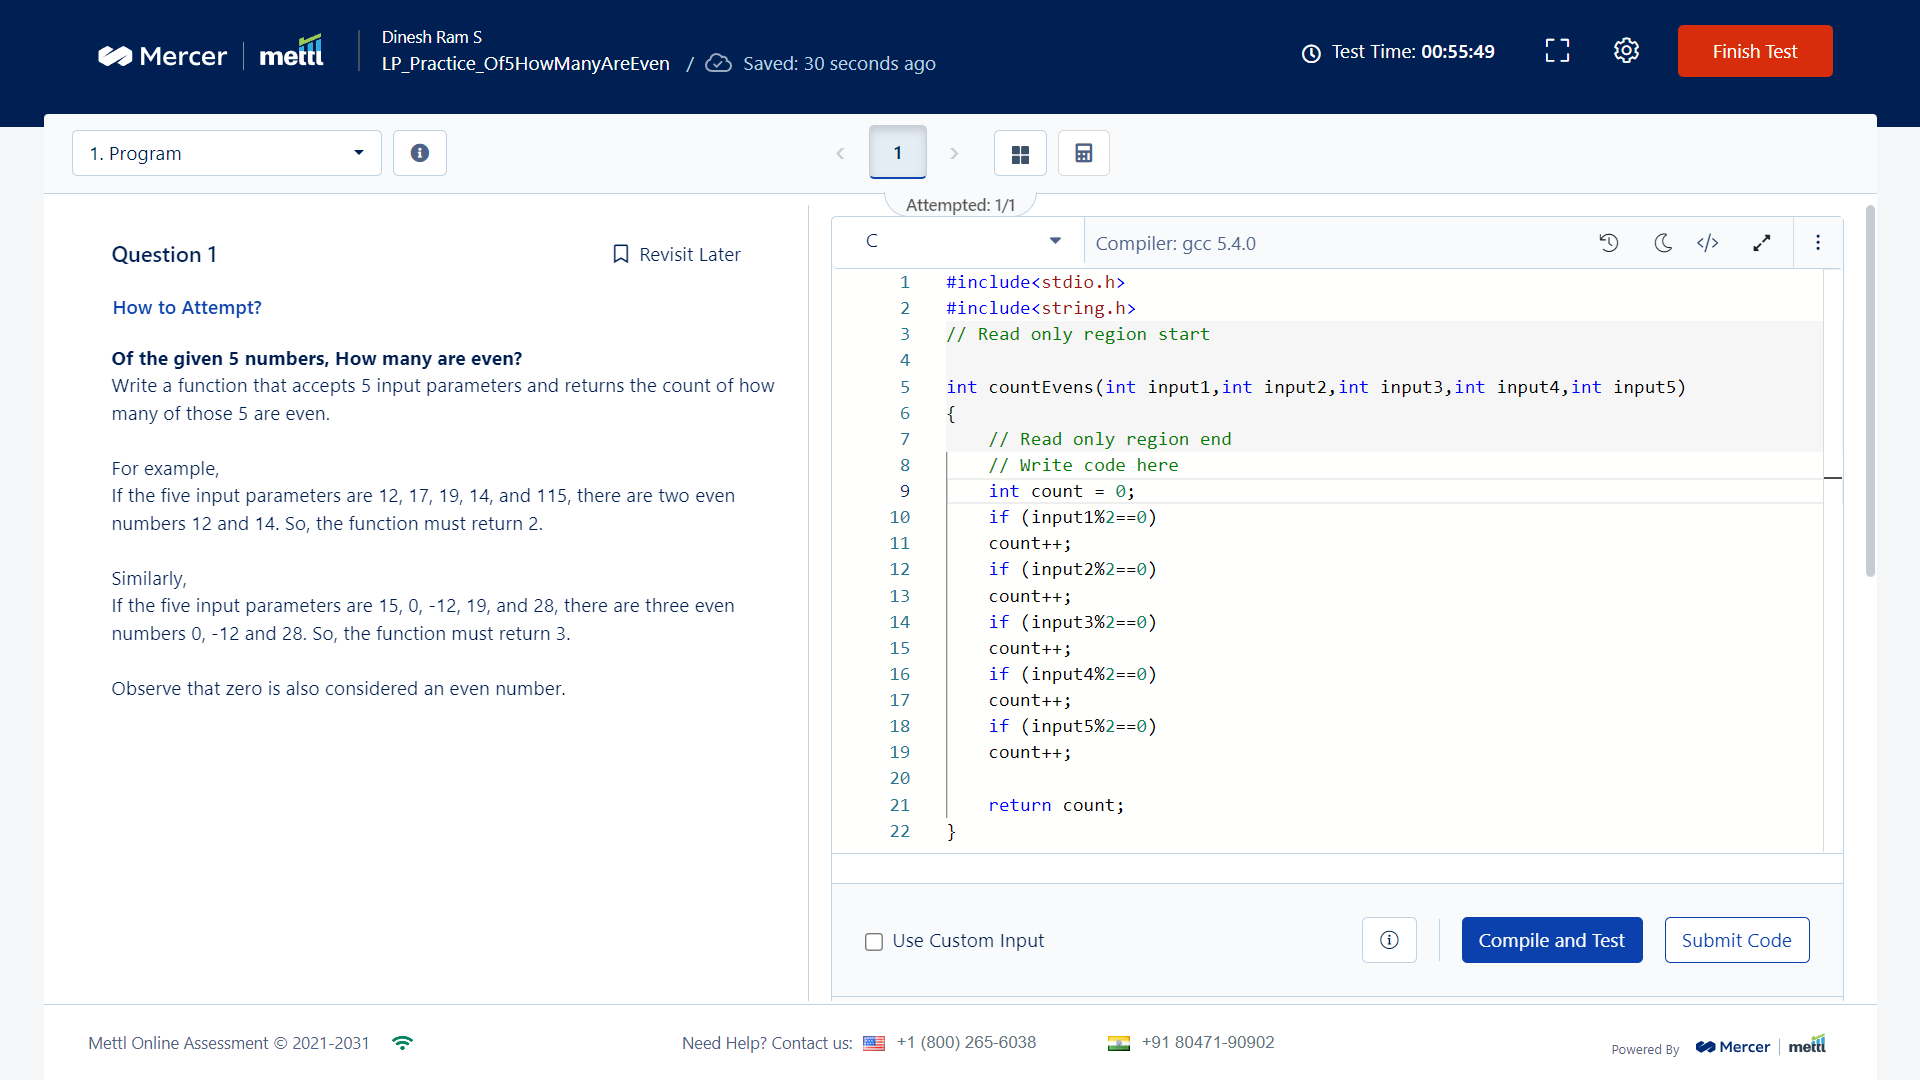 Mercer mettl
Dinesh Ram S
LP_Practice_Of5HowManyAreEven / Saved: 30 seconds ago
Test Time: 00:55:49
Finish Test
1. Program
1
Attempted: 1/1
Question 1
Revisit Later
How to Attempt?
Of the given 5 numbers, How many are even?
Write a function that accepts 5 input parameters and returns the count of how
many of those 5 are even.
For example,
If the five input parameters are 12, 17, 19, 14, and 115, there are two even
numbers 12 and 14. So, the function must return 2.
Similarly,
If the five input parameters are 15, 0, -12, 19, and 28, there are three even
numbers 0, -12 and 28. So, the function must return 3.
Observe that zero is also considered an even number.
C
Compiler: gcc 5.4.0
1 #include<stdio.h>
2 #include<string.h>
3 // Read only region start
4
5 int countEvens(int input1,int input2,int input3,int input4,int input5)
6 {
7 // Read only region end
8 // Write code here
9 int count = 0;
10 if (input1%2==0)
11 count++;
12 if (input2%2==0)
13 count++;
14 if (input3%2==0)
15 count++;
16 if (input4%2==0)
17 count++;
18 if (input5%2==0)
19 count++;
20
21 return count;
22 }
Use Custom Input
Compile and Test
Submit Code
Mettl Online Assessment © 2021-2031
Need Help? Contact us: +1 (800) 265-6038
+91 80471-90902
Powered By Mercer mettl